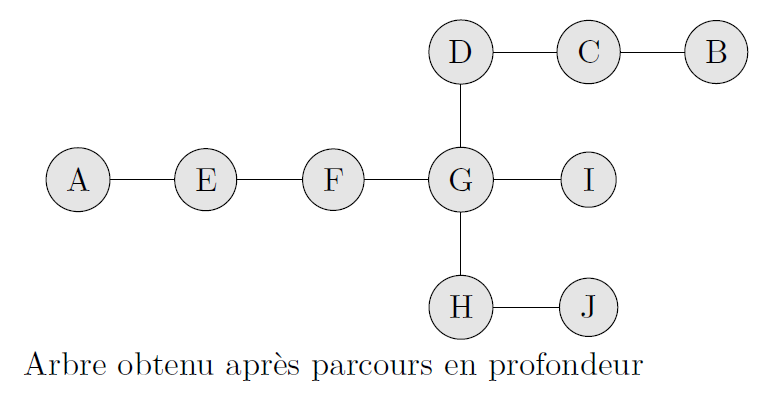 D C B
A E F G I
H J
Arbre obtenu après parcours en profondeur